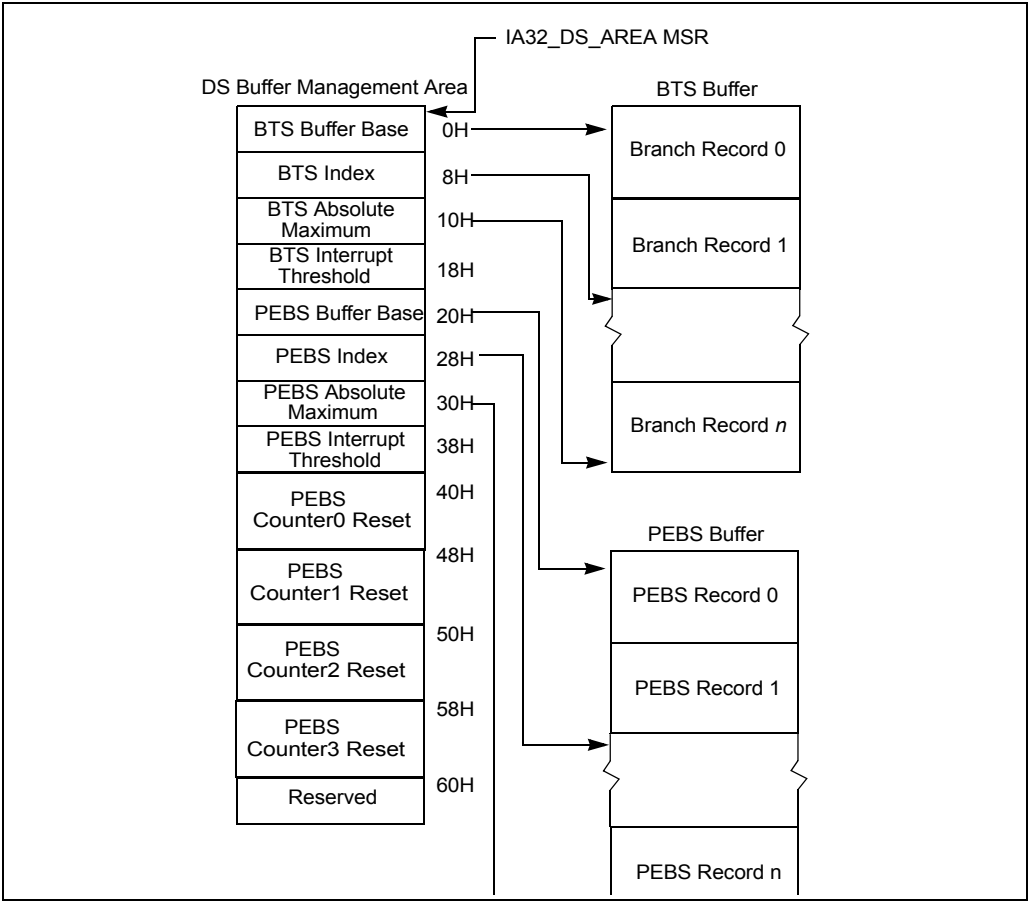 IA32_DS_AREA MSR
DS Buffer Management Area
BTS Buffer Base
0H
BTS Index
8H
BTS Absolute
Maximum
10H
BTS Interrupt
Threshold
18H
PEBS Buffer Base
20H
PEBS Index
28H
PEBS Absolute
Maximum
30H
PEBS Interrupt
Threshold
38H
PEBS
Counter0 Reset
40H
PEBS
Counter1 Reset
48H
PEBS
Counter2 Reset
50H
PEBS
Counter3 Reset
58H
Reserved
60H
BTS Buffer
Branch Record 0
Branch Record 1
Branch Record n
PEBS Buffer
PEBS Record 0
PEBS Record 1
PEBS Record n